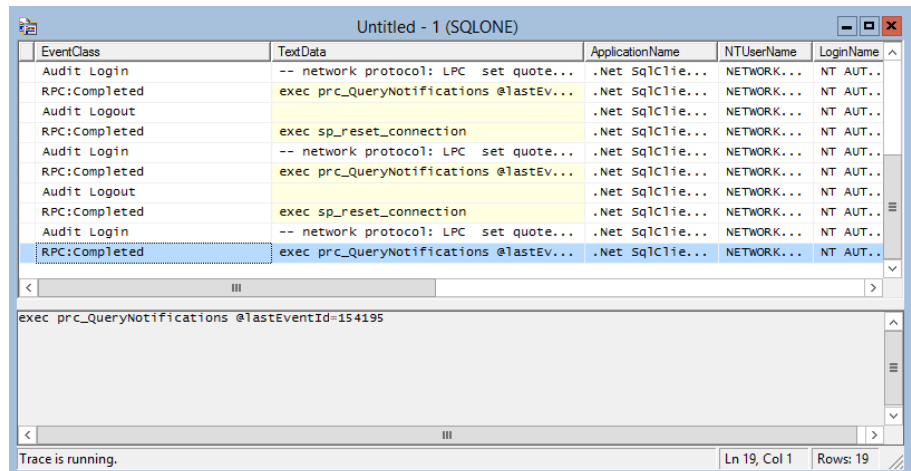 Untitled - 1 (SQLONE)
EventClass TextData ApplicationName NTUserName LoginName
Audit Login -- network protocol: LPC set quote... .Net SqlClie... NETWORK... NT AUT..
RPC:Completed exec prc_QueryNotifications @lastEv... .Net SqlClie... NETWORK... NT AUT..
Audit Logout .Net SqlClie... NETWORK... NT AUT..
RPC:Completed exec sp_reset_connection .Net SqlClie... NETWORK... NT AUT..
Audit Login -- network protocol: LPC set quote... .Net SqlClie... NETWORK... NT AUT..
RPC:Completed exec prc_QueryNotifications @lastEv... .Net SqlClie... NETWORK... NT AUT..
Audit Logout .Net SqlClie... NETWORK... NT AUT..
RPC:Completed exec sp_reset_connection .Net SqlClie... NETWORK... NT AUT..
Audit Login -- network protocol: LPC set quote... .Net SqlClie... NETWORK... NT AUT..
RPC:Completed exec prc_QueryNotifications @lastEv... .Net SqlClie... NETWORK... NT AUT..
exec prc_QueryNotifications @lastEventId=154195
Trace is running. Ln 19, Col 1 Rows: 19